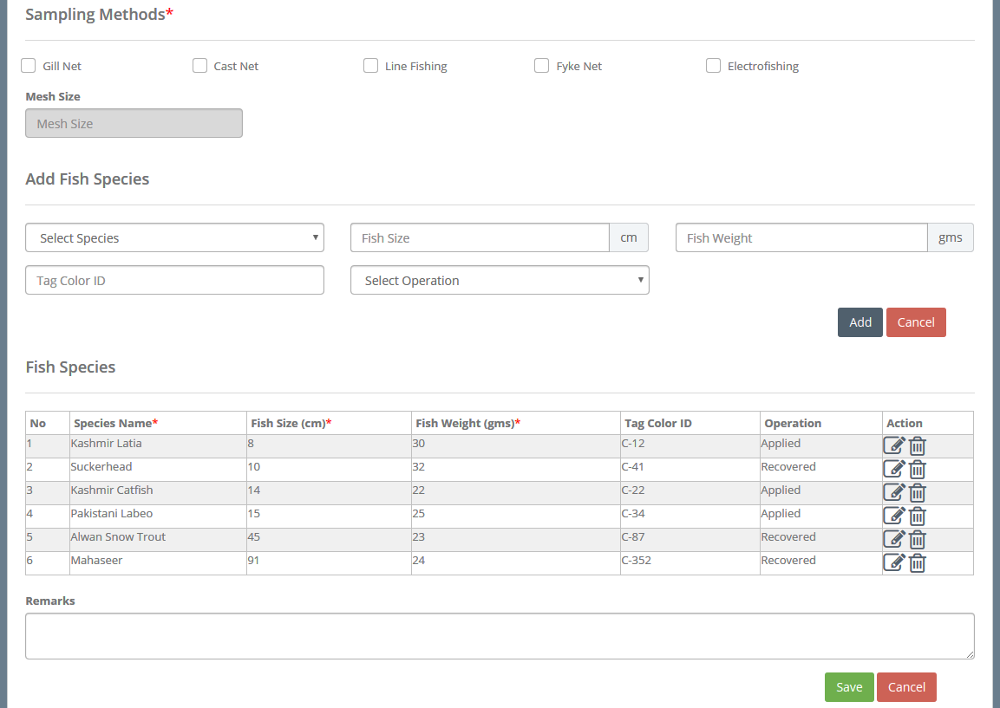 Sampling Methods*
Gill Net Cast Net Line Fishing Fyke Net Electrofishing
Mesh Size
Mesh Size
Add Fish Species
Select Species Fish Size cm Fish Weight gms
Tag Color ID Select Operation
Add Cancel
Fish Species
No Species Name* Fish Size (cm)* Fish Weight (gms)* Tag Color ID Operation Action
1 Kashmir Latia 8 30 C-12 Applied
2 Suckerhead 10 32 C-41 Recovered
3 Kashmir Catfish 14 22 C-22 Applied
4 Pakistani Labeo 15 25 C-34 Applied
5 Alwan Snow Trout 45 23 C-87 Recovered
6 Mahaseer 91 24 C-352 Recovered
Remarks
Save Cancel